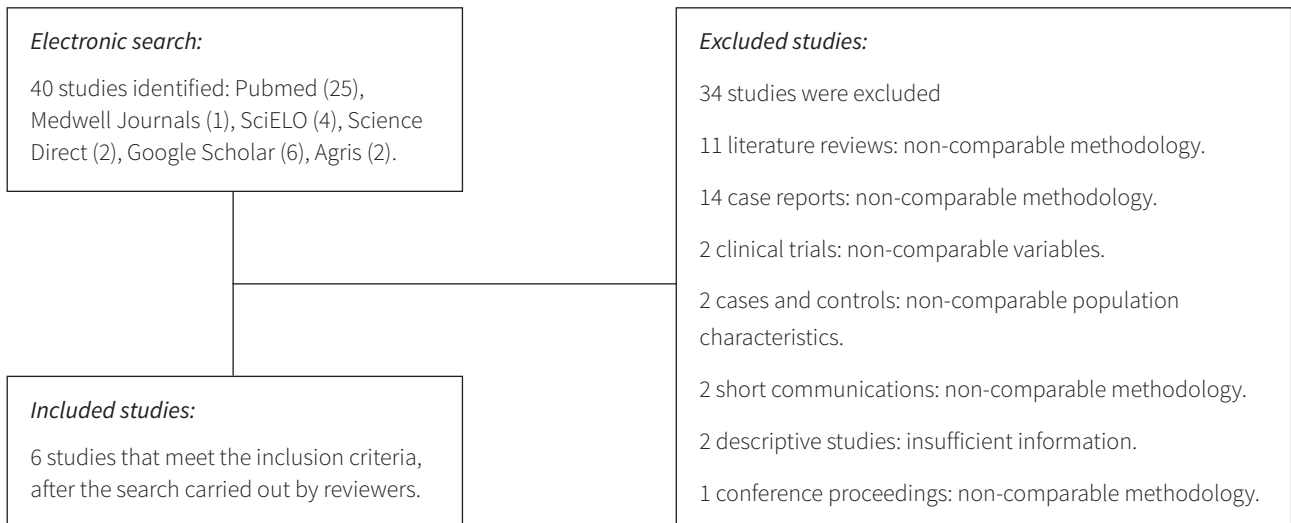 Electronic search:
40 studies identified: Pubmed (25),
Medwell Journals (1), SciELO (4), Science
Direct (2), Google Scholar (6), Agris (2).
Included studies:
6 studies that meet the inclusion criteria,
after the search carried out by reviewers.
Excluded studies:
34 studies were excluded
11 literature reviews: non-comparable methodology.
14 case reports: non-comparable methodology.
2 clinical trials: non-comparable variables.
2 cases and controls: non-comparable population
characteristics.
2 short communications: non-comparable methodology.
2 descriptive studies: insufficient information.
1 conference proceedings: non-comparable methodology.